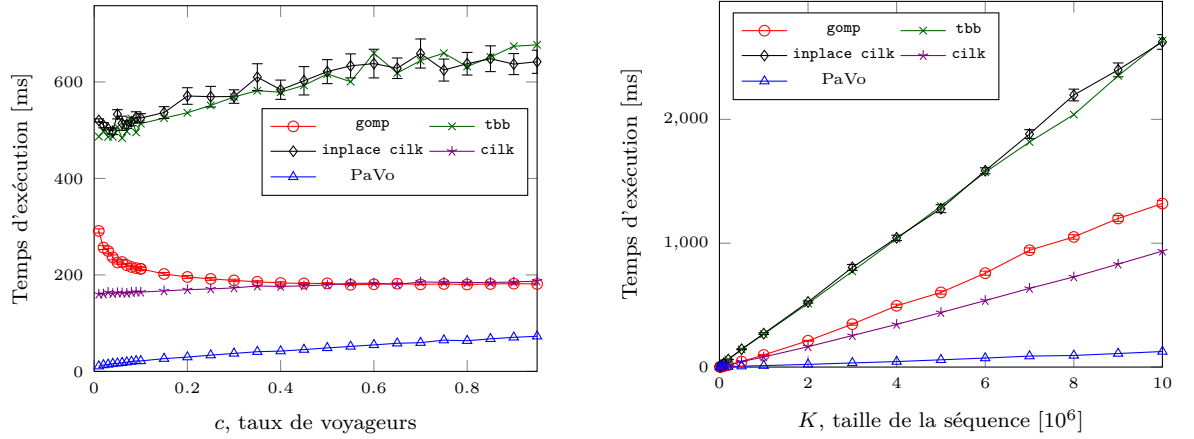 Temps d'exécution [ms]
600
400
200
0
0
0.2
0.4
0.6
0.8
c, taux de voyageurs
gomp
tbb
inplace cilk
cilk
PaVo
Temps d'exécution [ms]
2,000
1,000
0
0
2
4
6
8
10
K, taille de la séquence [10⁶]
gomp
tbb
inplace cilk
cilk
PaVo